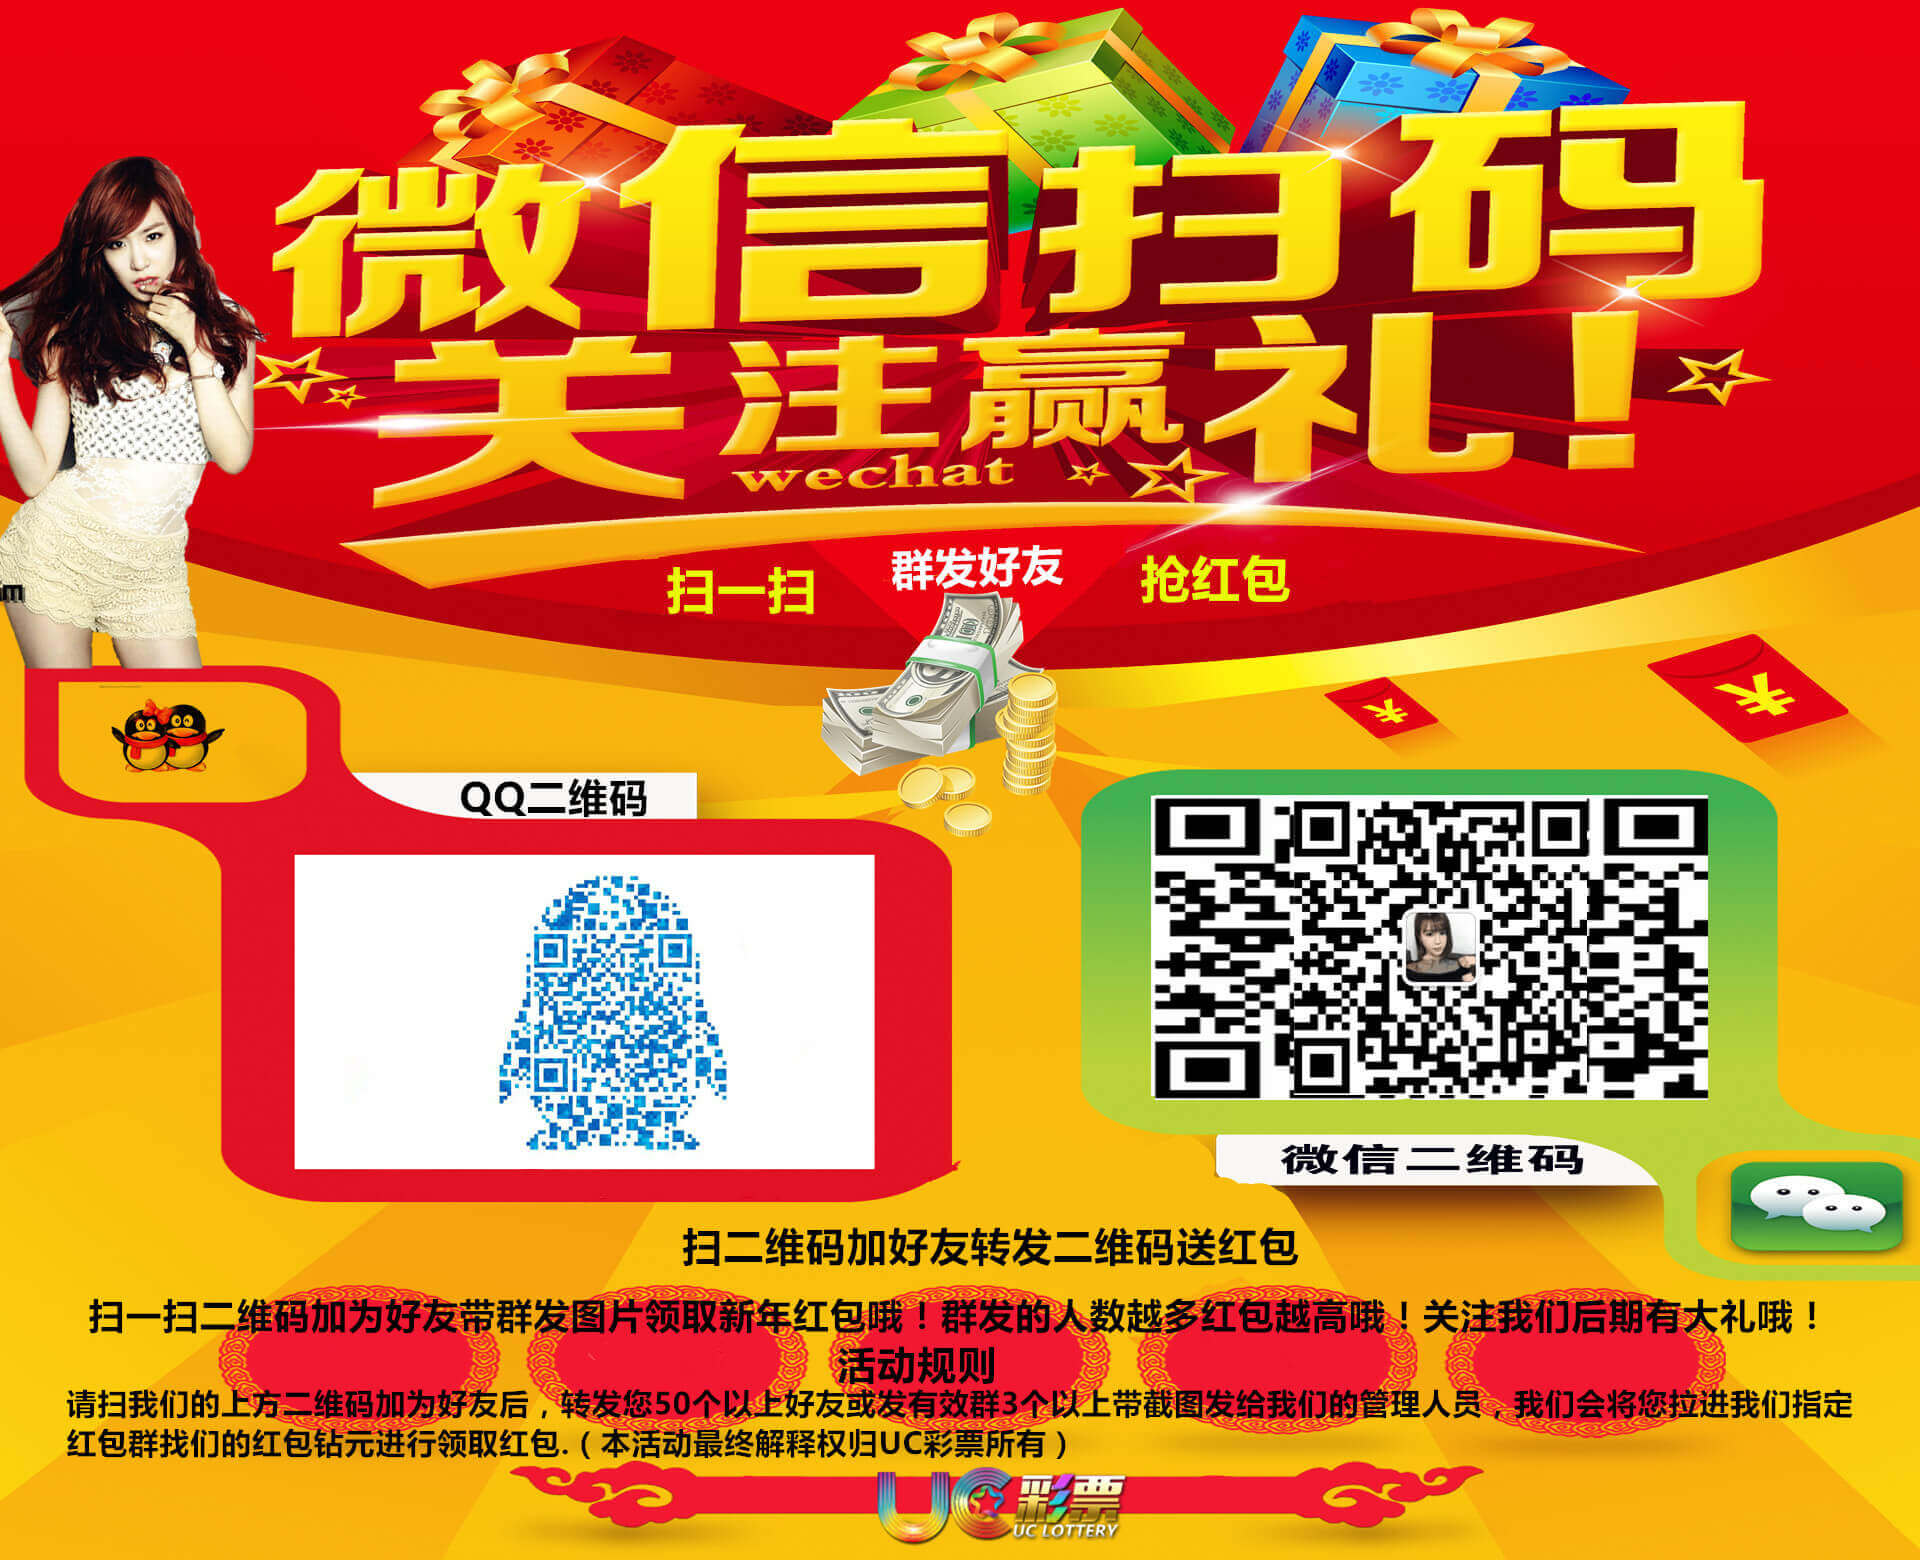 微信扫码
关注赢礼！
wechat
扫一扫
群发好友
抢红包
m
QQ二维码
微信二维码
扫二维码加好友转发二维码送红包
扫一扫二维码加为好友带群发图片领取新年红包哦！群发的人数越多红包越高哦！关注我们后期有大礼哦！
活动规则
请扫我们的上方二维码加为好友后，转发您50个以上好友或发有效群3个以上带截图发给我们的管理人员，我们会将您拉进我们指定
红包群找们的红包钻元进行领取红包.（本活动最终解释权归UC彩票所有）
UC彩票
UC LOTTERY